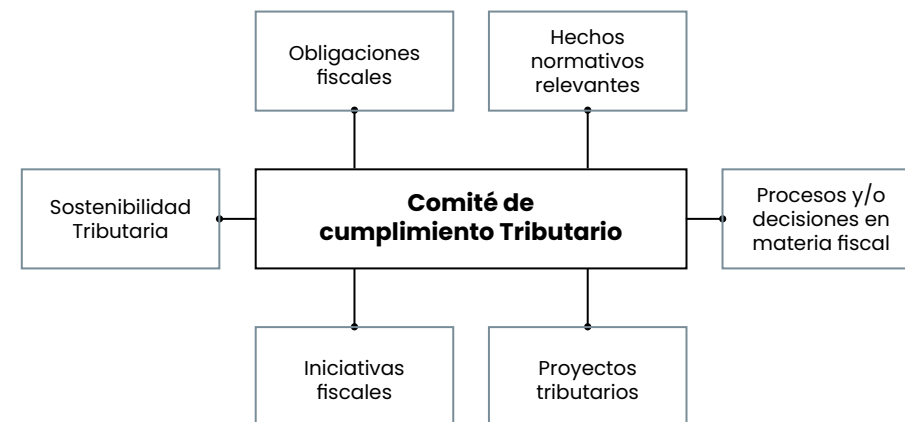 Obligaciones
fiscales
Hechos
normativos
relevantes
Sostenibilidad
Tributaria
Comité de
cumplimiento Tributario
Procesos y/o
decisiones en
materia fiscal
Iniciativas
fiscales
Proyectos
tributarios